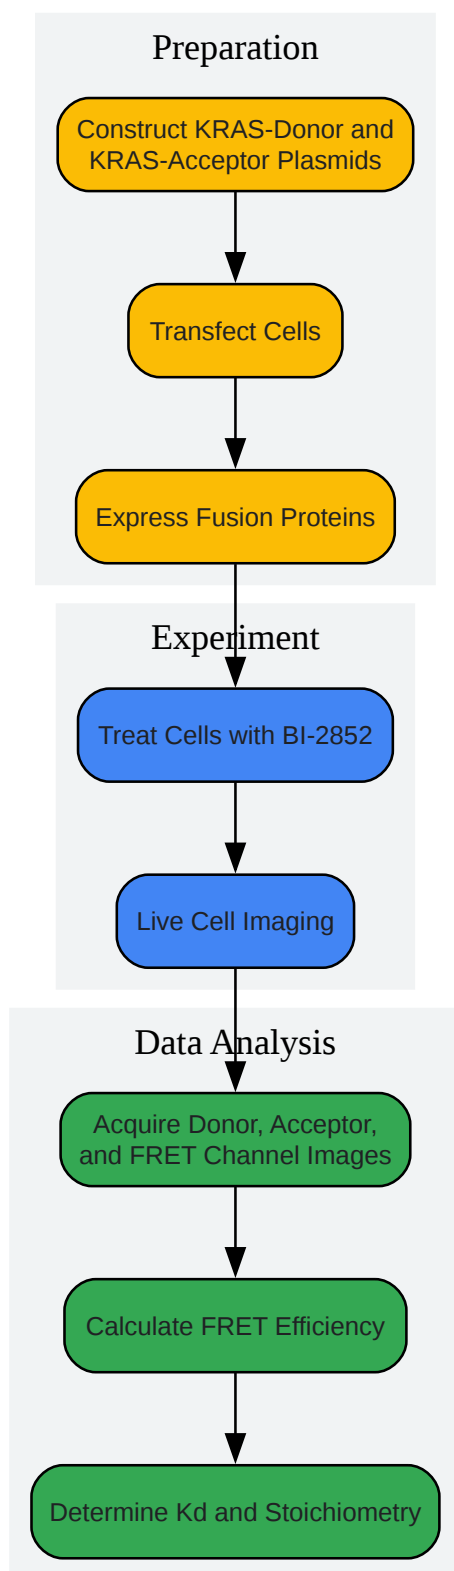 Preparation
Construct KRAS-Donor and
KRAS-Acceptor Plasmids
Transfect Cells
Express Fusion Proteins
Experiment
Treat Cells with BI-2852
Live Cell Imaging
Data Analysis
Acquire Donor, Acceptor,
and FRET Channel Images
Calculate FRET Efficiency
Determine Kd and Stoichiometry